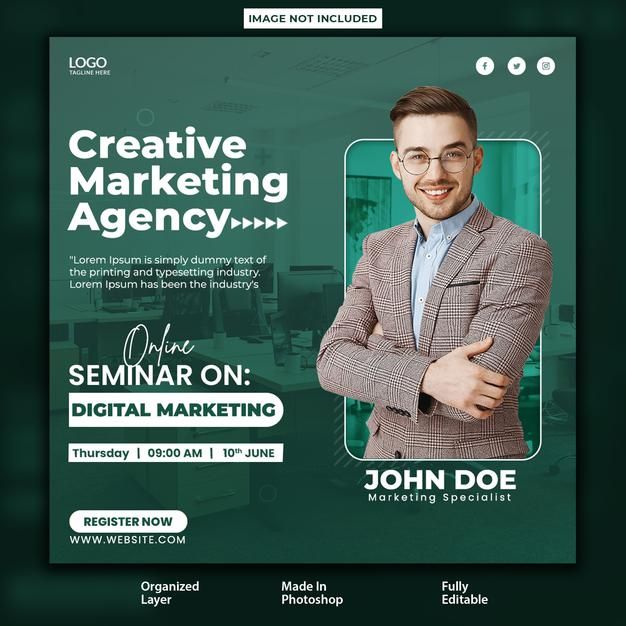 IMAGE NOT INCLUDED
LOGO
TAGLINE HERE
Creative
Marketing
Agency
"Lorem Ipsum is simply dummy text of
the printing and typesetting industry.
Lorem Ipsum has been the industry's
Online
SEMINAR ON:
DIGITAL MARKETING
Thursday | 09:00 AM | 10th JUNE
JOHN DOE
Marketing Specialist
REGISTER NOW
WWW.WEBSITE.COM
Organized
Layer
Made In
Photoshop
Fully
Editable